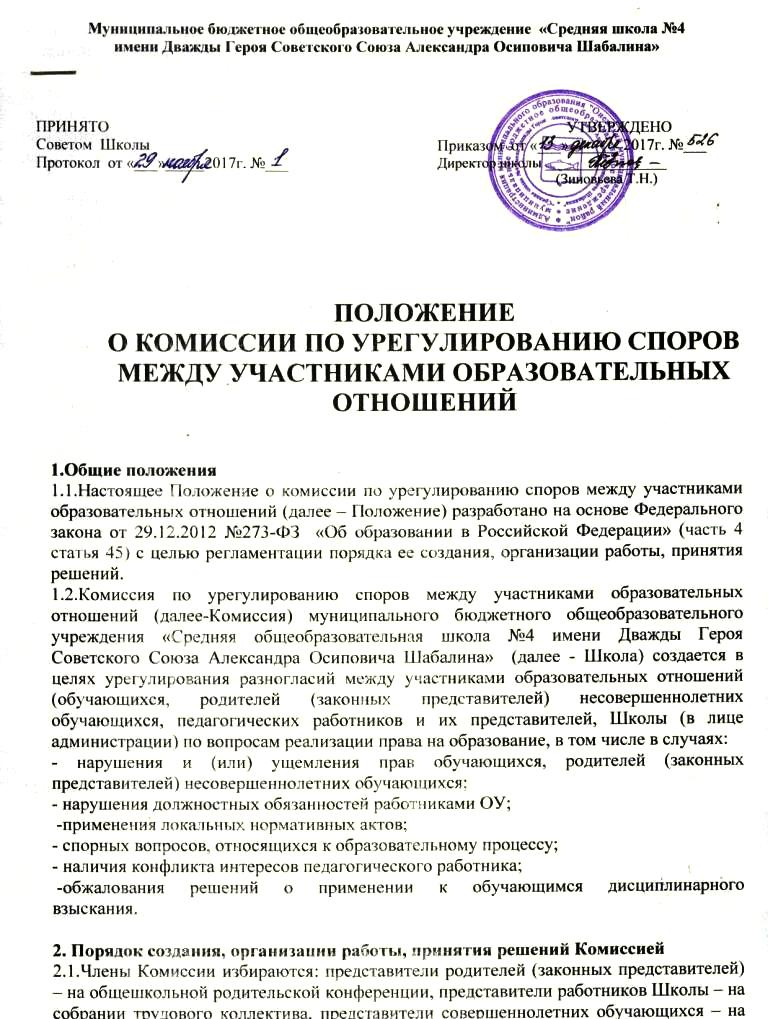 Муниципальное бюджетное общеобразовательное учреждение «Средняя школа №4
имени Дважды Героя Советского Союза Александра Осиповича Шабалина»
ПРИНЯТО
Советом Школы
Протокол от «29» ноября 2017г. № 1
УТВЕРЖДЕНО
Приказом от «13» декабря 2017г. № 526
Директор школы
(Зиновьева Т.Н.)
ПОЛОЖЕНИЕ
О КОМИССИИ ПО УРЕГУЛИРОВАНИЮ СПОРОВ
МЕЖДУ УЧАСТНИКАМИ ОБРАЗОВАТЕЛЬНЫХ
ОТНОШЕНИЙ
1.Общие положения
1.1.Настоящее Положение о комиссии по урегулированию споров между участниками
образовательных отношений (далее – Положение) разработано на основе Федерального
закона от 29.12.2012 №273-ФЗ «Об образовании в Российской Федерации» (часть 4
статья 45) с целью регламентации порядка ее создания, организации работы, принятия
решений.
1.2.Комиссия по урегулированию споров между участниками образовательных
отношений (далее-Комиссия) муниципального бюджетного общеобразовательного
учреждения «Средняя общеобразовательная школа №4 имени Дважды Героя
Советского Союза Александра Осиповича Шабалина» (далее - Школа) создается в
целях урегулирования разногласий между участниками образовательных отношений
(обучающихся, родителей (законных представителей) несовершеннолетних
обучающихся, педагогических работников и их представителей, Школы (в лице
администрации) по вопросам реализации права на образование, в том числе в случаях:
- нарушения и (или) ущемления прав обучающихся, родителей (законных
представителей) несовершеннолетних обучающихся;
- нарушения должностных обязанностей работниками ОУ;
-применения локальных нормативных актов;
- спорных вопросов, относящихся к образовательному процессу;
- наличия конфликта интересов педагогического работника;
-обжалования решений о применении к обучающимся дисциплинарного
взыскания.
2. Порядок создания, организации работы, принятия решений Комиссией
2.1.Члены Комиссии избираются: представители родителей (законных представителей)
– на общешкольной родительской конференции, представители работников Школы – на
собрании трудового коллектива, представители совершеннолетних обучающихся – на